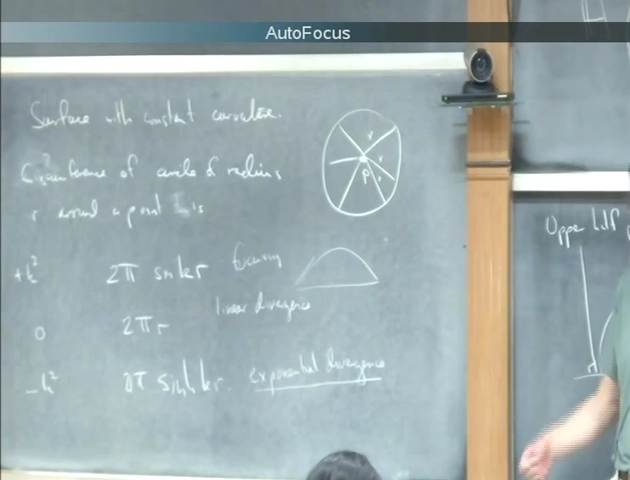 AutoFocus
Surface with constant curvature.
Circumference of circle of radius
r around a point is
r
r
p
r
+k² 2π sin kr focusing
linear divergence
0 2πr
-k² 2π sinh kr. exponential divergence
Upper half